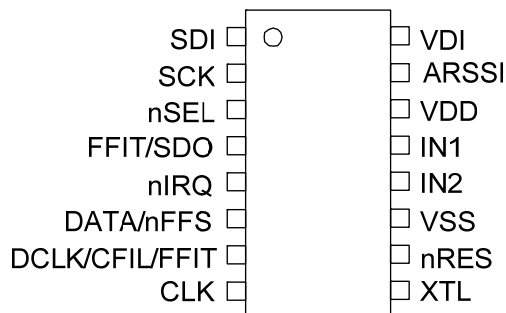 SDI
SCK
nSEL
FFIT/SDO
nIRQ
DATA/nFFS
DCLK/CFIL/FFIT
CLK
VDI
ARSSI
VDD
IN1
IN2
VSS
nRES
XTL